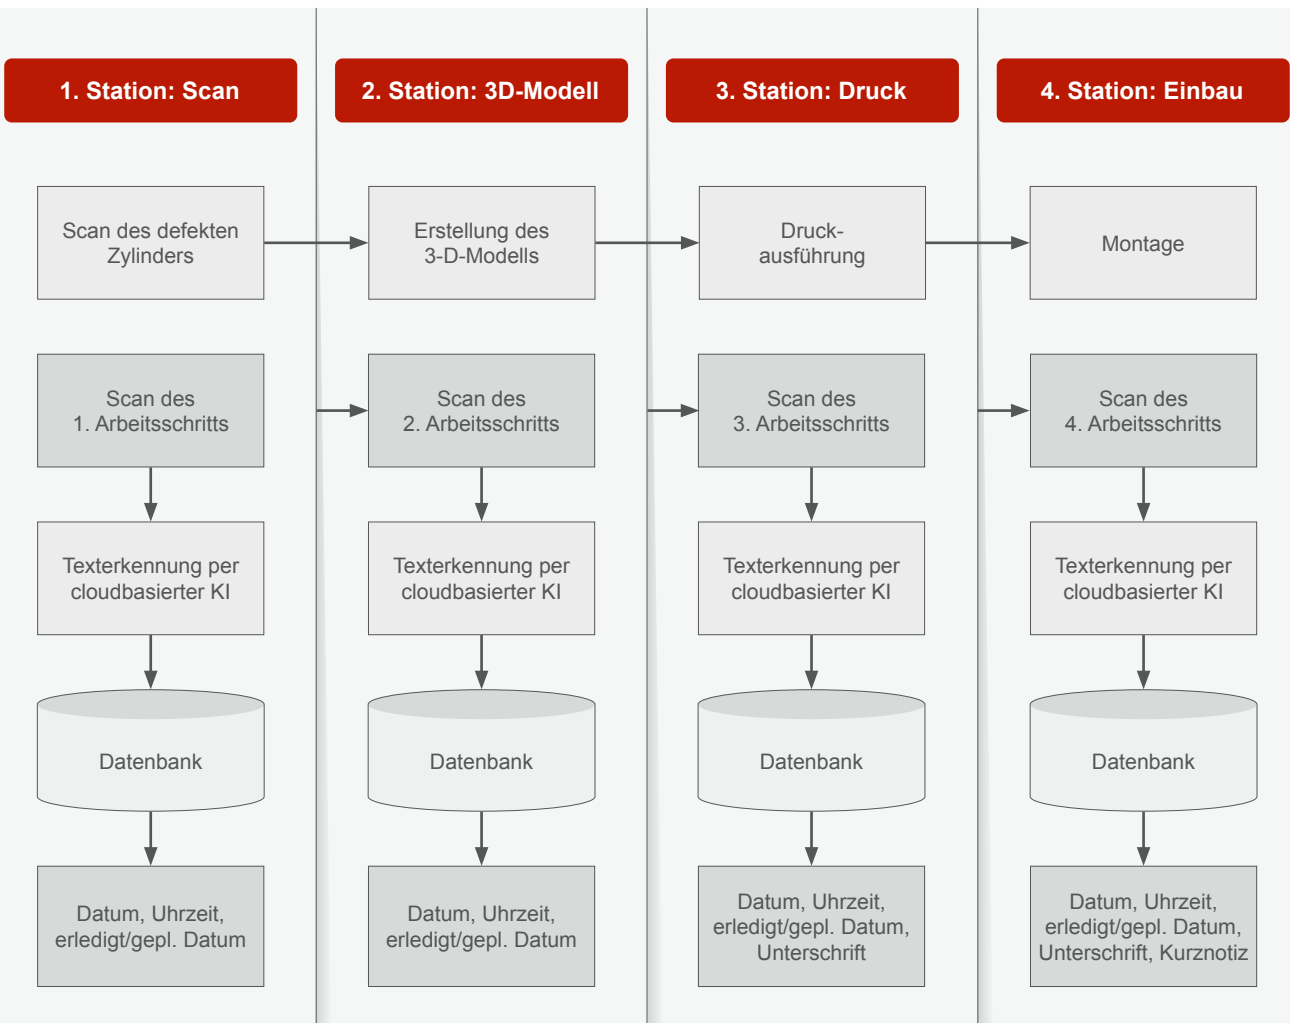 1. Station: Scan
2. Station: 3D-Modell
3. Station: Druck
4. Station: Einbau
Scan des defekten
Zylinders
Erstellung des
3-D-Modells
Druck-
ausführung
Montage
Scan des
1. Arbeitsschritts
Scan des
2. Arbeitsschritts
Scan des
3. Arbeitsschritts
Scan des
4. Arbeitsschritts
Texterkennung per
cloudbasierter KI
Texterkennung per
cloudbasierter KI
Texterkennung per
cloudbasierter KI
Texterkennung per
cloudbasierter KI
Datenbank
Datenbank
Datenbank
Datenbank
Datum, Uhrzeit,
erledigt/gepl. Datum
Datum, Uhrzeit,
erledigt/gepl. Datum
Datum, Uhrzeit,
erledigt/gepl. Datum,
Unterschrift
Datum, Uhrzeit,
erledigt/gepl. Datum,
Unterschrift, Kurznotiz